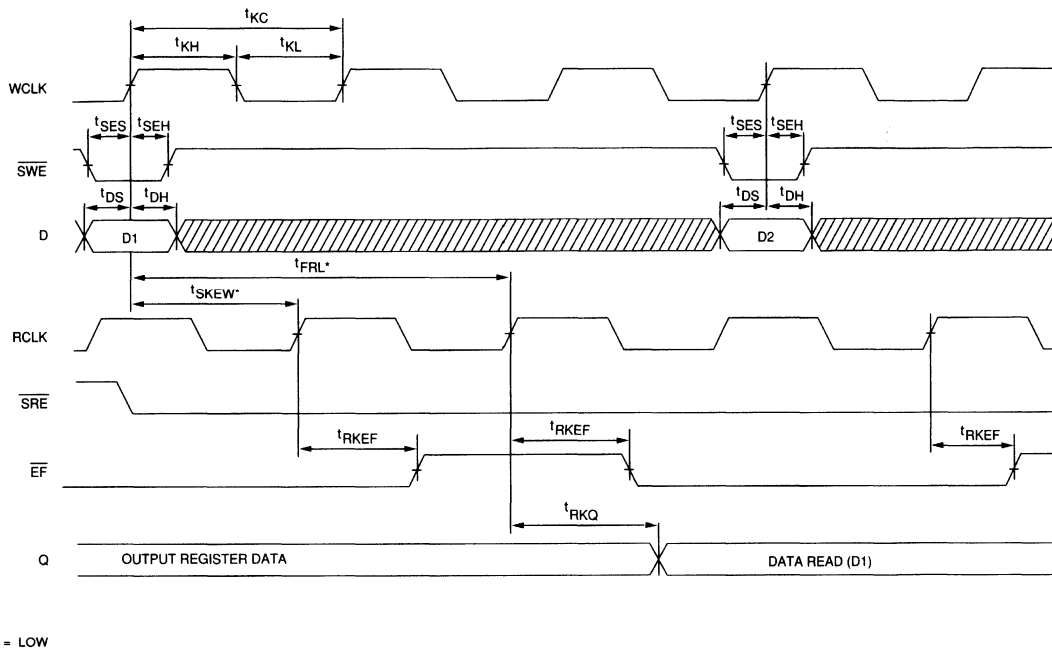 tKC
tKH tKL
WCLK
tSES tSEH tSES tSEH
SWE
tDS tDH tDS tDH
D D1 D2
tFRL*
tSKEW*
RCLK
SRE
tRKEF tRKEF tRKEF
EF
tRKQ
Q OUTPUT REGISTER DATA DATA READ (D1)
= LOW